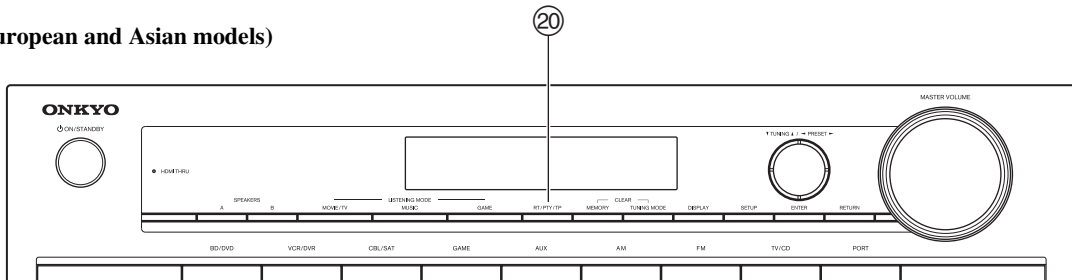 ⑳
uropean and Asian models)
ONKYO
MASTER VOLUME
⏻ ON/STANDBY
▼ TUNING ▲ / ◄ PRESET ►
HDMI THRU
SPEAKERS LISTENING MODE CLEAR
A B MOVIE/TV MUSIC GAME RT/PTY/TP MEMORY TUNING MODE DISPLAY SETUP ENTER RETURN
BD/DVD VCR/DVR CBL/SAT GAME AUX AM FM TV/CD PORT